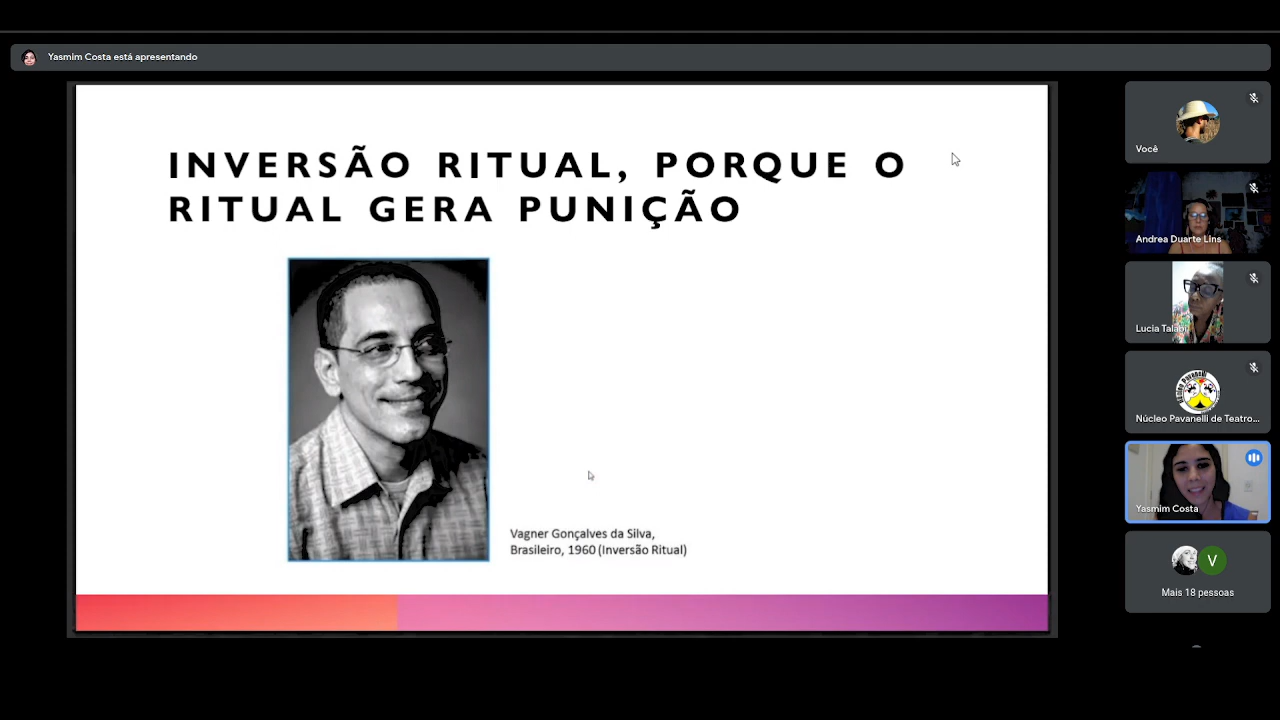 Yasmim Costa está apresentando
INVERSÃO RITUAL, PORQUE O
RITUAL GERA PUNIÇÃO
Vagner Gonçalves da Silva,
Brasileiro, 1960 (Inversão Ritual)
Você
Andrea Duarte Lins
Lucia Talabi
Núcleo Pavanelli de Teatro...
Yasmim Costa
V
Mais 18 pessoas